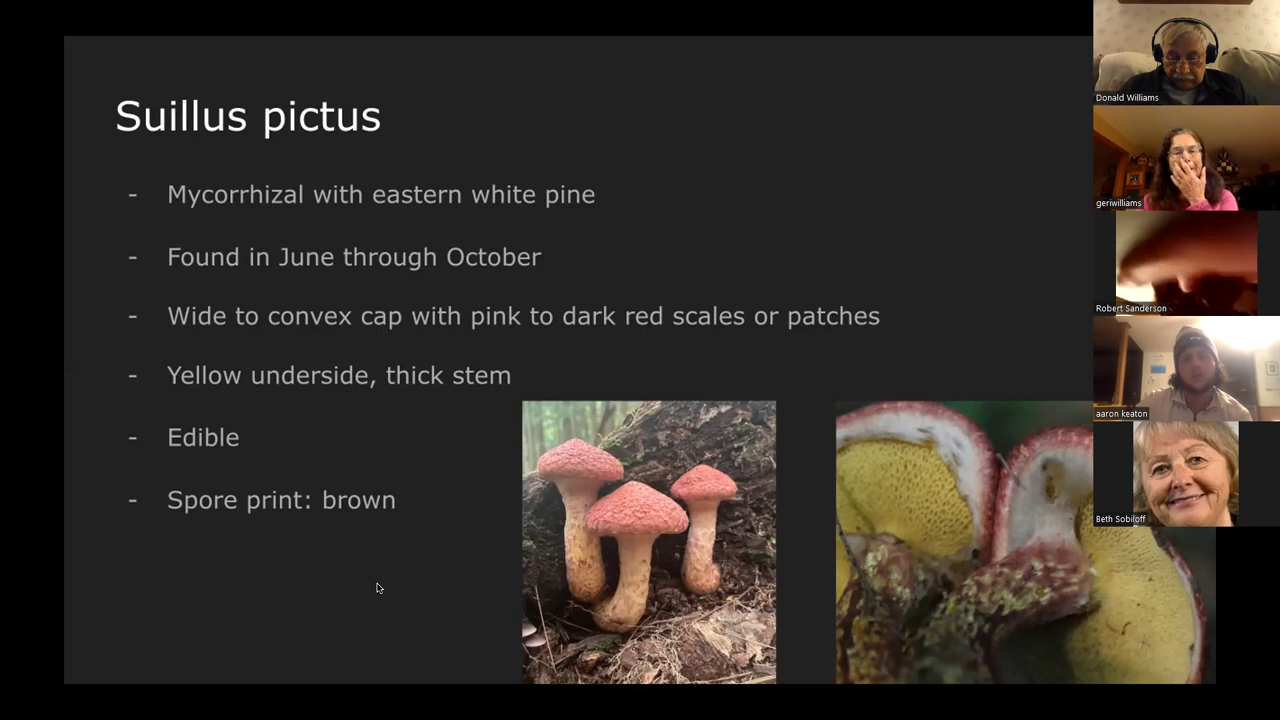 Suillus pictus
- Mycorrhizal with eastern white pine
- Found in June through October
- Wide to convex cap with pink to dark red scales or patches
- Yellow underside, thick stem
- Edible
- Spore print: brown
Donald Williams
geriwilliams
Robert Sanderson
aaron keaton
Beth Sobiloff